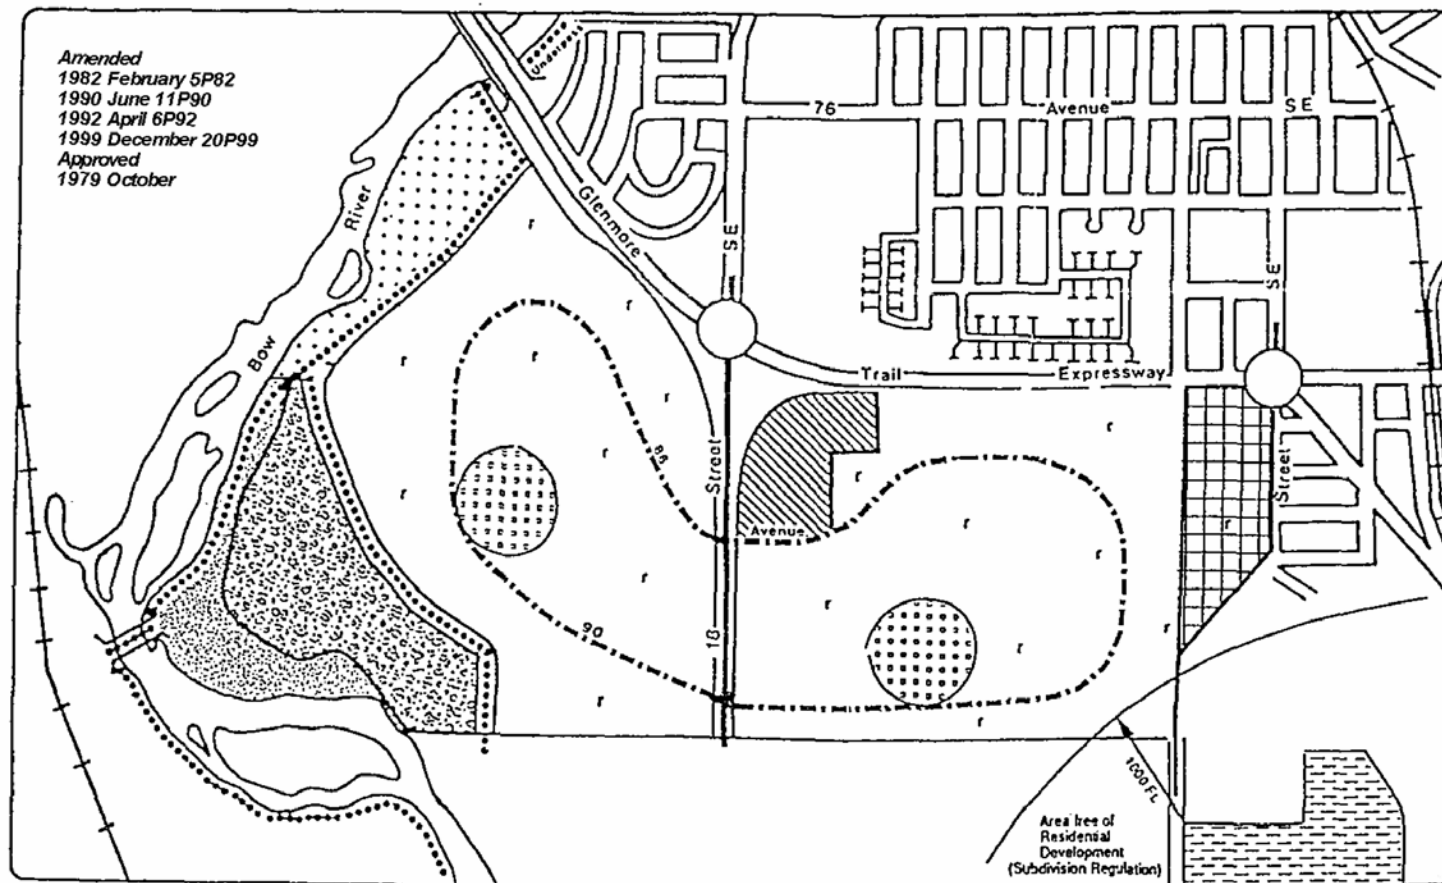 Amended
1982 February 5P82
1990 June 11P90
1992 April 6P92
1999 December 20P99
Approved
1979 October
Underpass
76
Avenue
SE
River
Glenmore
SE
SE
r
r
Bow
r
r
Trail
Expressway
r
r
r
86
Street
r
r
Street
r
r
Avenue
r
r
r
r
90
18
r
r
r
r
1000 Ft.
Area free of
Residential
Development
(Subdivision Regulation)